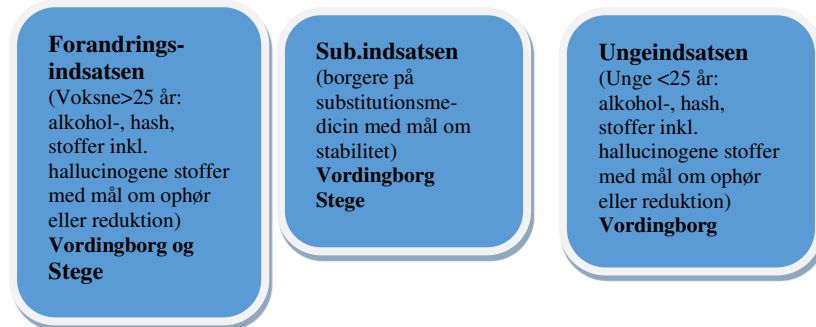 Forandrings-
indsatsen
(Voksne>25 år:
alkohol-, hash,
stoffer inkl.
hallucinogene stoffer
med mål om ophør
eller reduktion)
Vordingborg og
Stege
Sub.indsatsen
(borgere på
substitutionsme-
dicin med mål om
stabilitet)
Vordingborg
Stege
Ungeindsatsen
(Unge <25 år:
alkohol-, hash,
stoffer inkl.
hallucinogene stoffer
med mål om ophør
eller reduktion)
Vordingborg